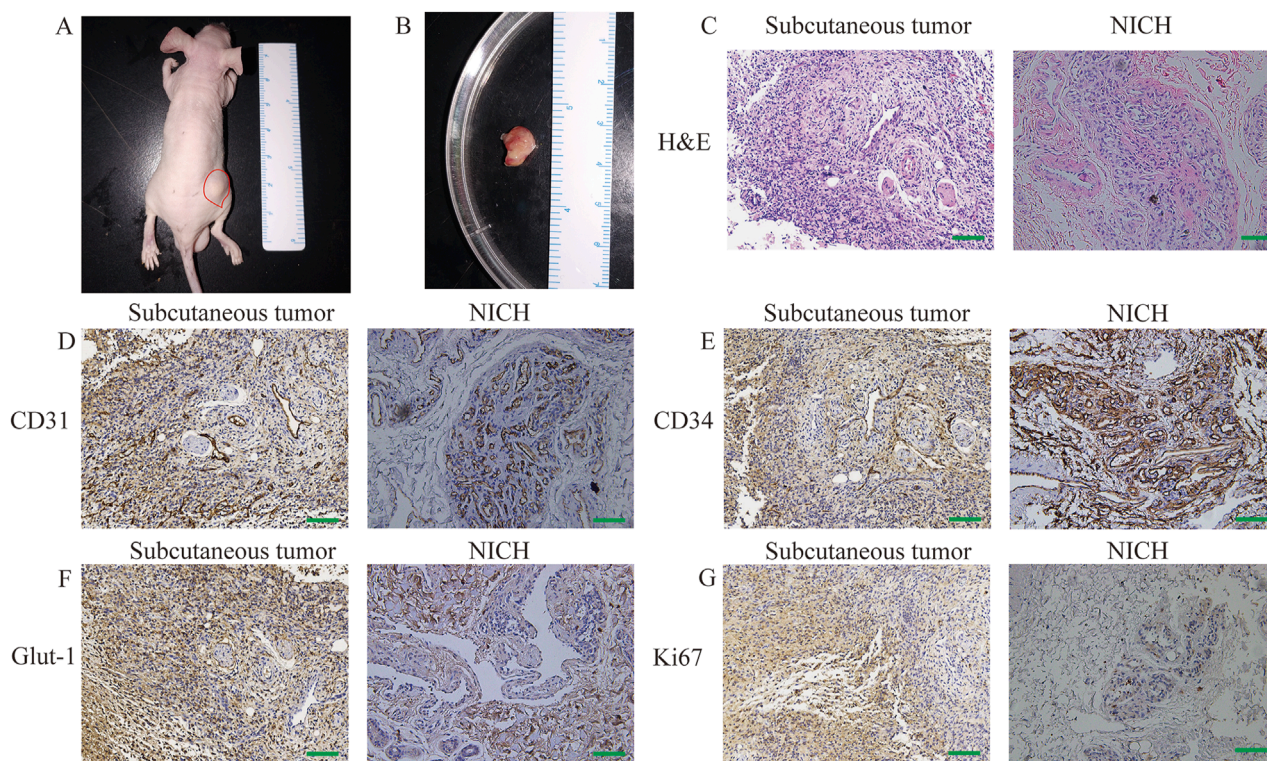 A
B
C
Subcutaneous tumor
NICH
H&E
Subcutaneous tumor
NICH
Subcutaneous tumor
NICH
D
E
CD31
CD34
Subcutaneous tumor
NICH
Subcutaneous tumor
NICH
F
G
Glut-1
Ki67